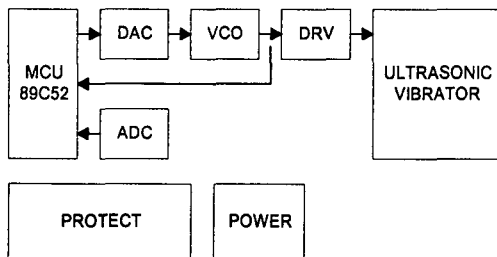 DAC
VCO
DRV
MCU
89C52
ULTRASONIC
VIBRATOR
ADC
PROTECT
POWER